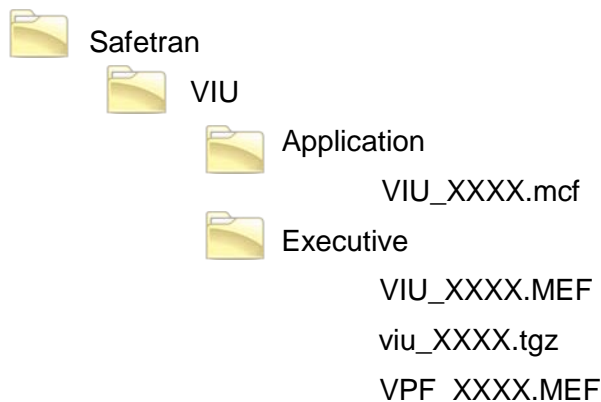 Safetran
VIU
Application
VIU_XXXX.mcf
Executive
VIU_XXXX.MEF
viu_XXXX.tgz
VPF_XXXX.MEF